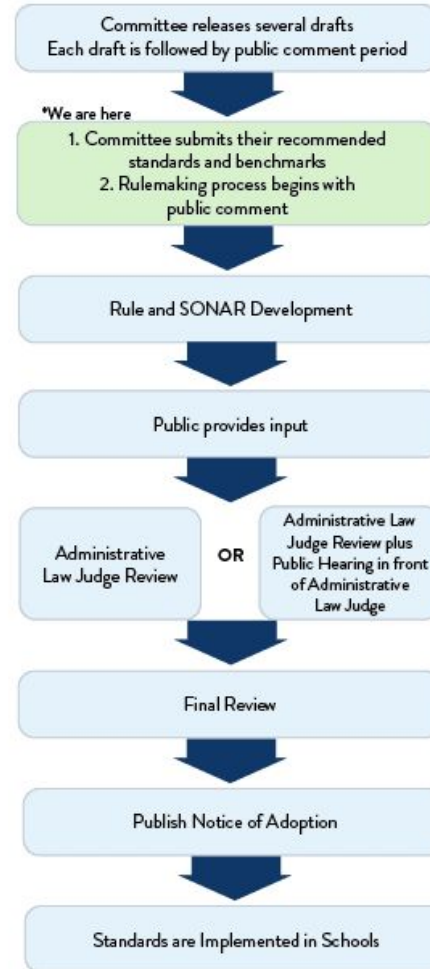 Committee releases several drafts
Each draft is followed by public comment period
*We are here
1. Committee submits their recommended
standards and benchmarks
2. Rulemaking process begins with
public comment
Rule and SONAR Development
Public provides input
Administrative
Law Judge Review
OR
Administrative Law
Judge Review plus
Public Hearing in front
of Administrative
Law Judge
Final Review
Publish Notice of Adoption
Standards are Implemented in Schools